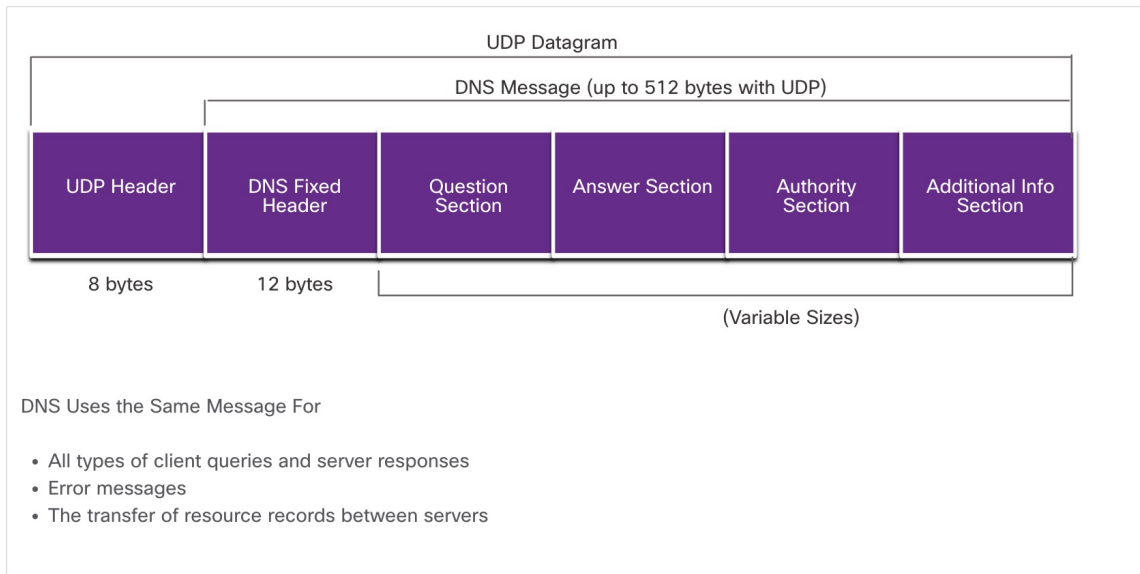 UDP Datagram
DNS Message (up to 512 bytes with UDP)
UDP Header
DNS Fixed
Header
Question
Section
Answer Section
Authority
Section
Additional Info
Section
8 bytes
12 bytes
(Variable Sizes)
DNS Uses the Same Message For
• All types of client queries and server responses
• Error messages
• The transfer of resource records between servers